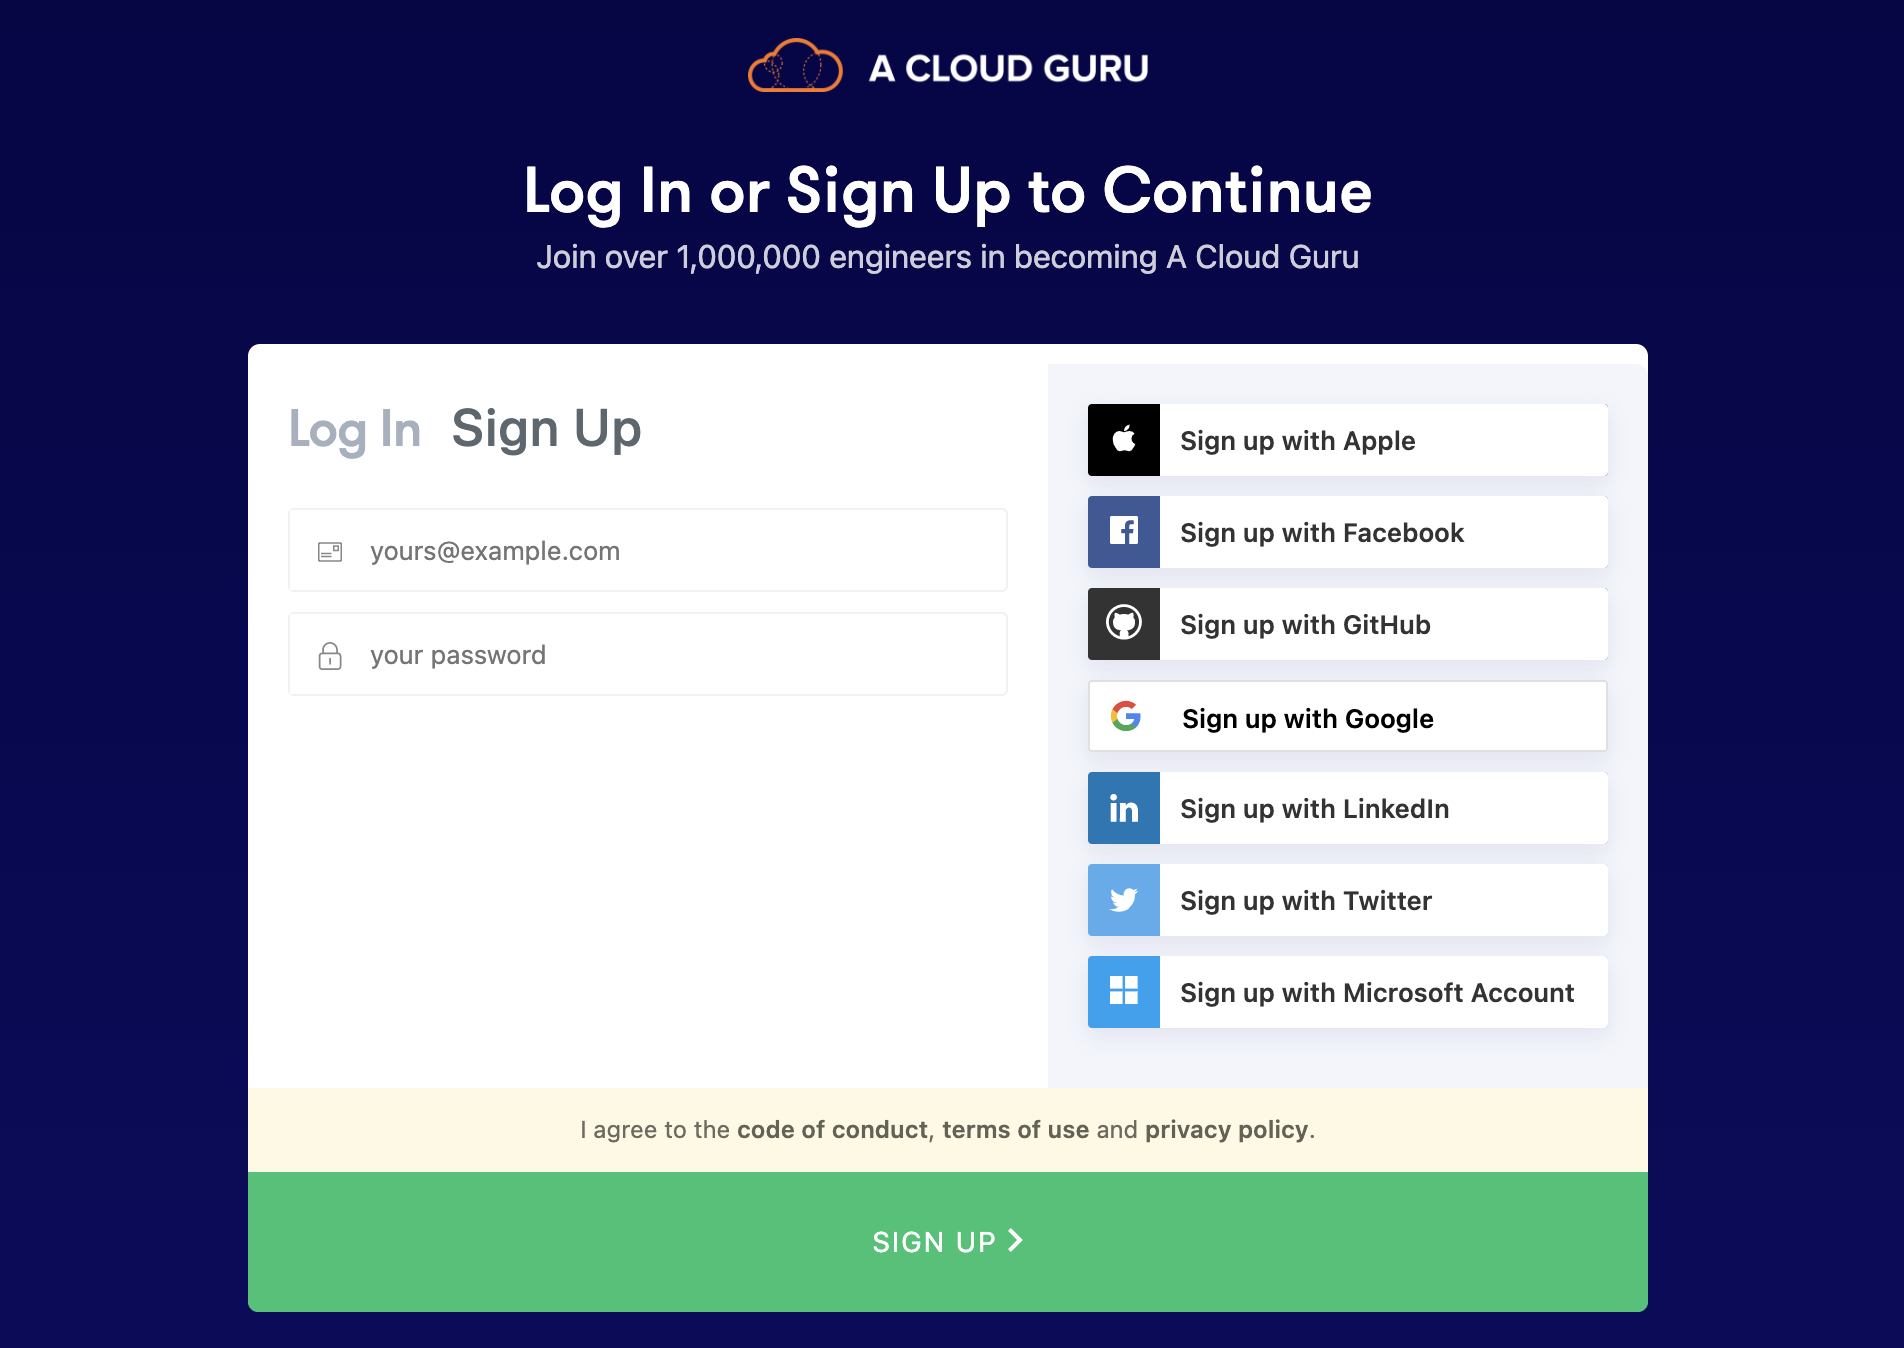 A CLOUD GURU
Log In or Sign Up to Continue
Join over 1,000,000 engineers in becoming A Cloud Guru
Log In Sign Up
yours@example.com
your password
Sign up with Apple
Sign up with Facebook
Sign up with GitHub
Sign up with Google
Sign up with LinkedIn
Sign up with Twitter
Sign up with Microsoft Account
I agree to the code of conduct, terms of use and privacy policy.
SIGN UP